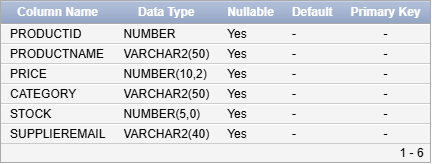 Column Name Data Type Nullable Default Primary Key
PRODUCTID NUMBER Yes - -
PRODUCTNAME VARCHAR2(50) Yes - -
PRICE NUMBER(10,2) Yes - -
CATEGORY VARCHAR2(50) Yes - -
STOCK NUMBER(5,0) Yes - -
SUPPLIEREMAIL VARCHAR2(40) Yes - -
1 - 6